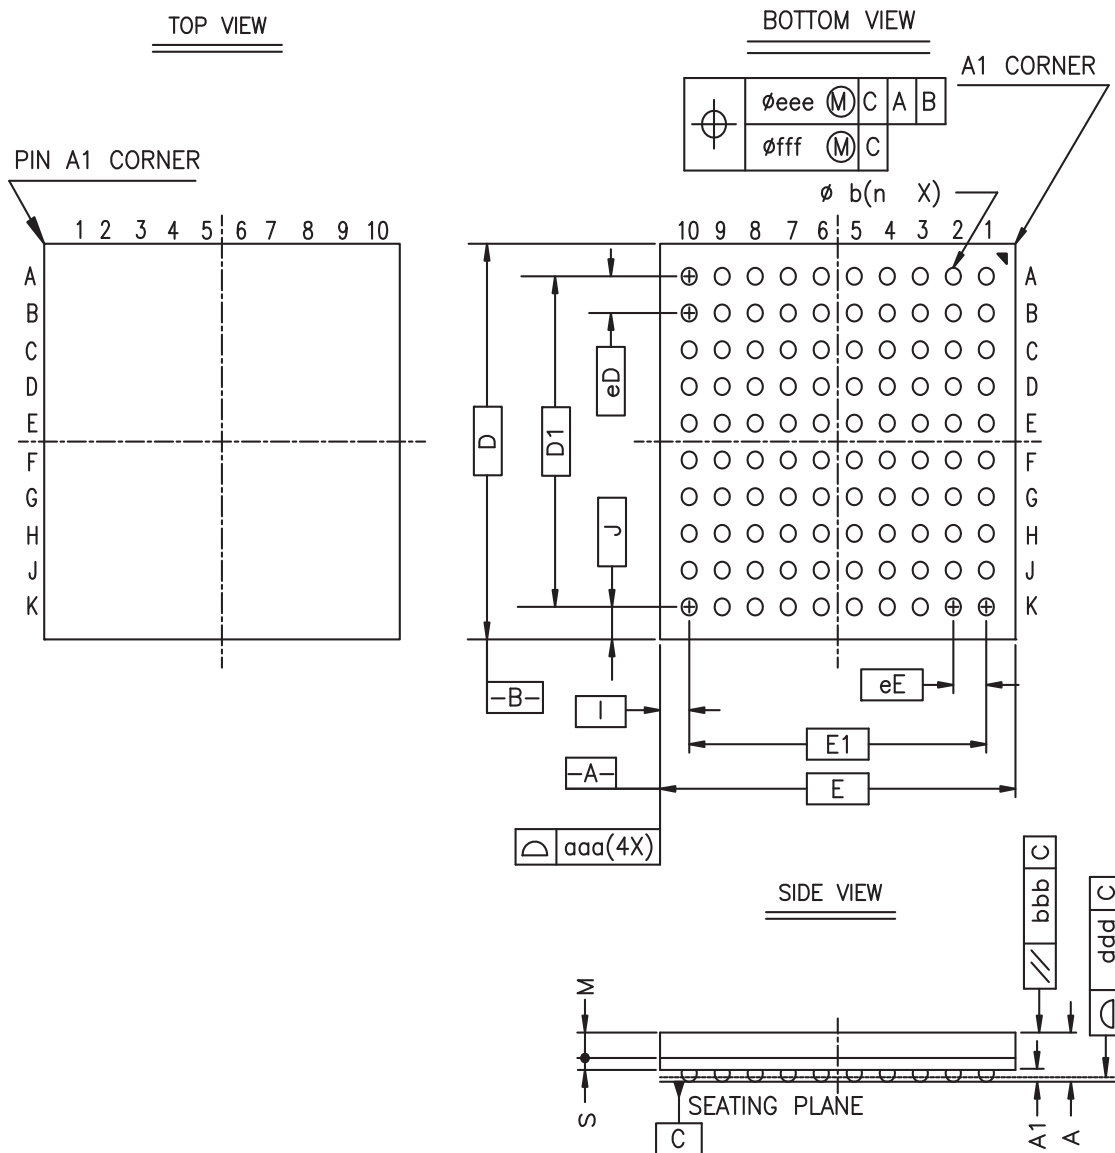 TOP VIEW
BOTTOM VIEW
A1 CORNER
øeee Ⓜ C A B
øfff Ⓜ C
PIN A1 CORNER
ø b(n X)
1 2 3 4 5 6 7 8 9 10
10 9 8 7 6 5 4 3 2 1
A
B
C
D
E
F
G
H
J
K
A
B
C
D
E
F
G
H
J
K
eD
D
D1
J
eE
-B-
I
E1
-A-
E
aaa(4X)
SIDE VIEW
// bbb C
ddd C
M
S
SEATING PLANE
C
A1
A